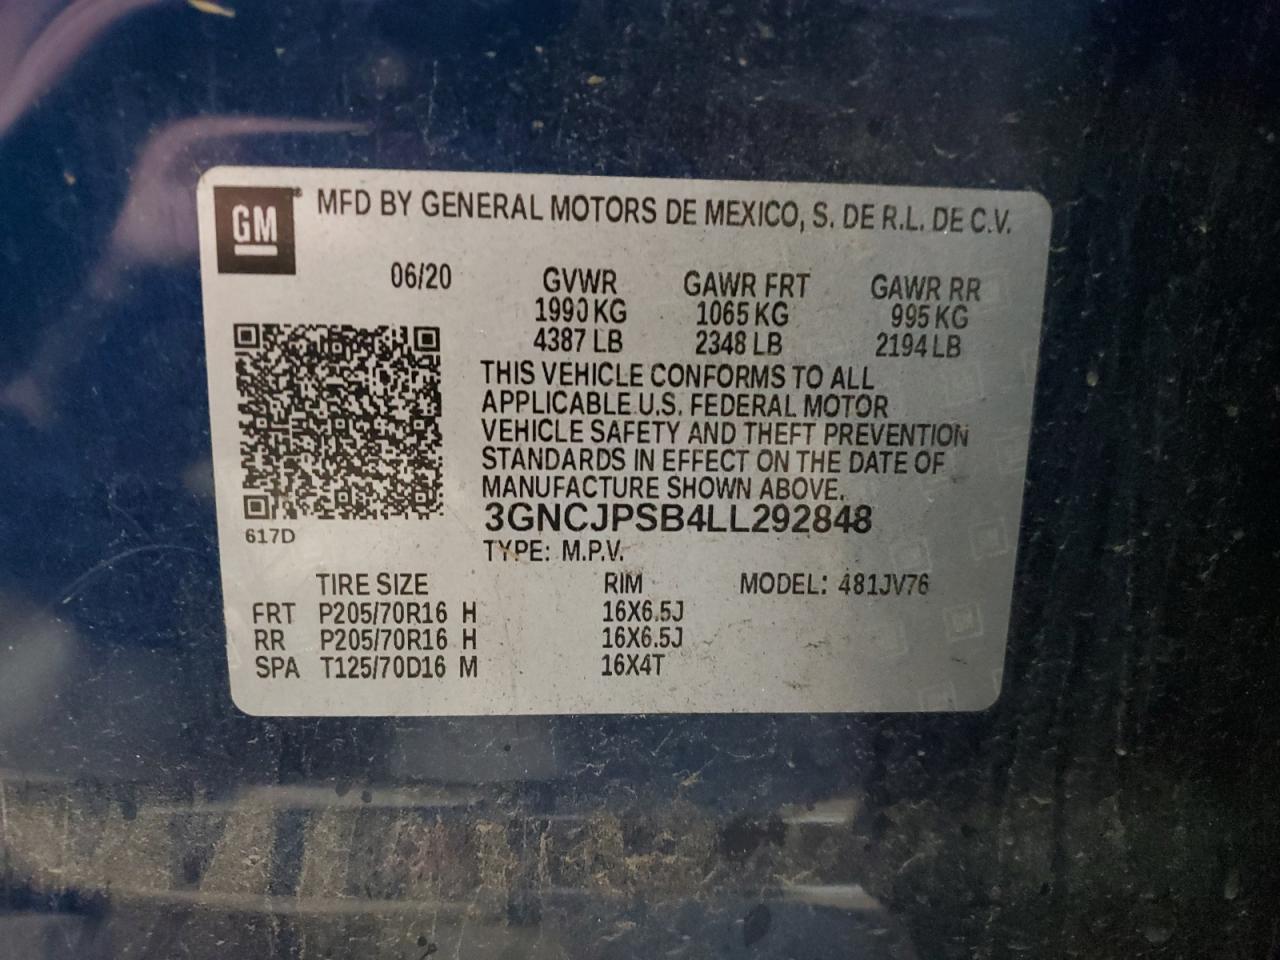 GM ® MFD BY GENERAL MOTORS DE MEXICO, S. DE R.L. DE C.V.
06/20 GVWR GAWR FRT GAWR RR
1990 KG 1065 KG 995 KG
4387 LB 2348 LB 2194 LB
THIS VEHICLE CONFORMS TO ALL
APPLICABLE U.S. FEDERAL MOTOR
VEHICLE SAFETY AND THEFT PREVENTION
STANDARDS IN EFFECT ON THE DATE OF
MANUFACTURE SHOWN ABOVE.
3GNCJPSB4LL292848
617D
TYPE: M.P.V.
TIRE SIZE RIM MODEL: 481JV76
FRT P205/70R16 H 16X6.5J
RR P205/70R16 H 16X6.5J
SPA T125/70D16 M 16X4T